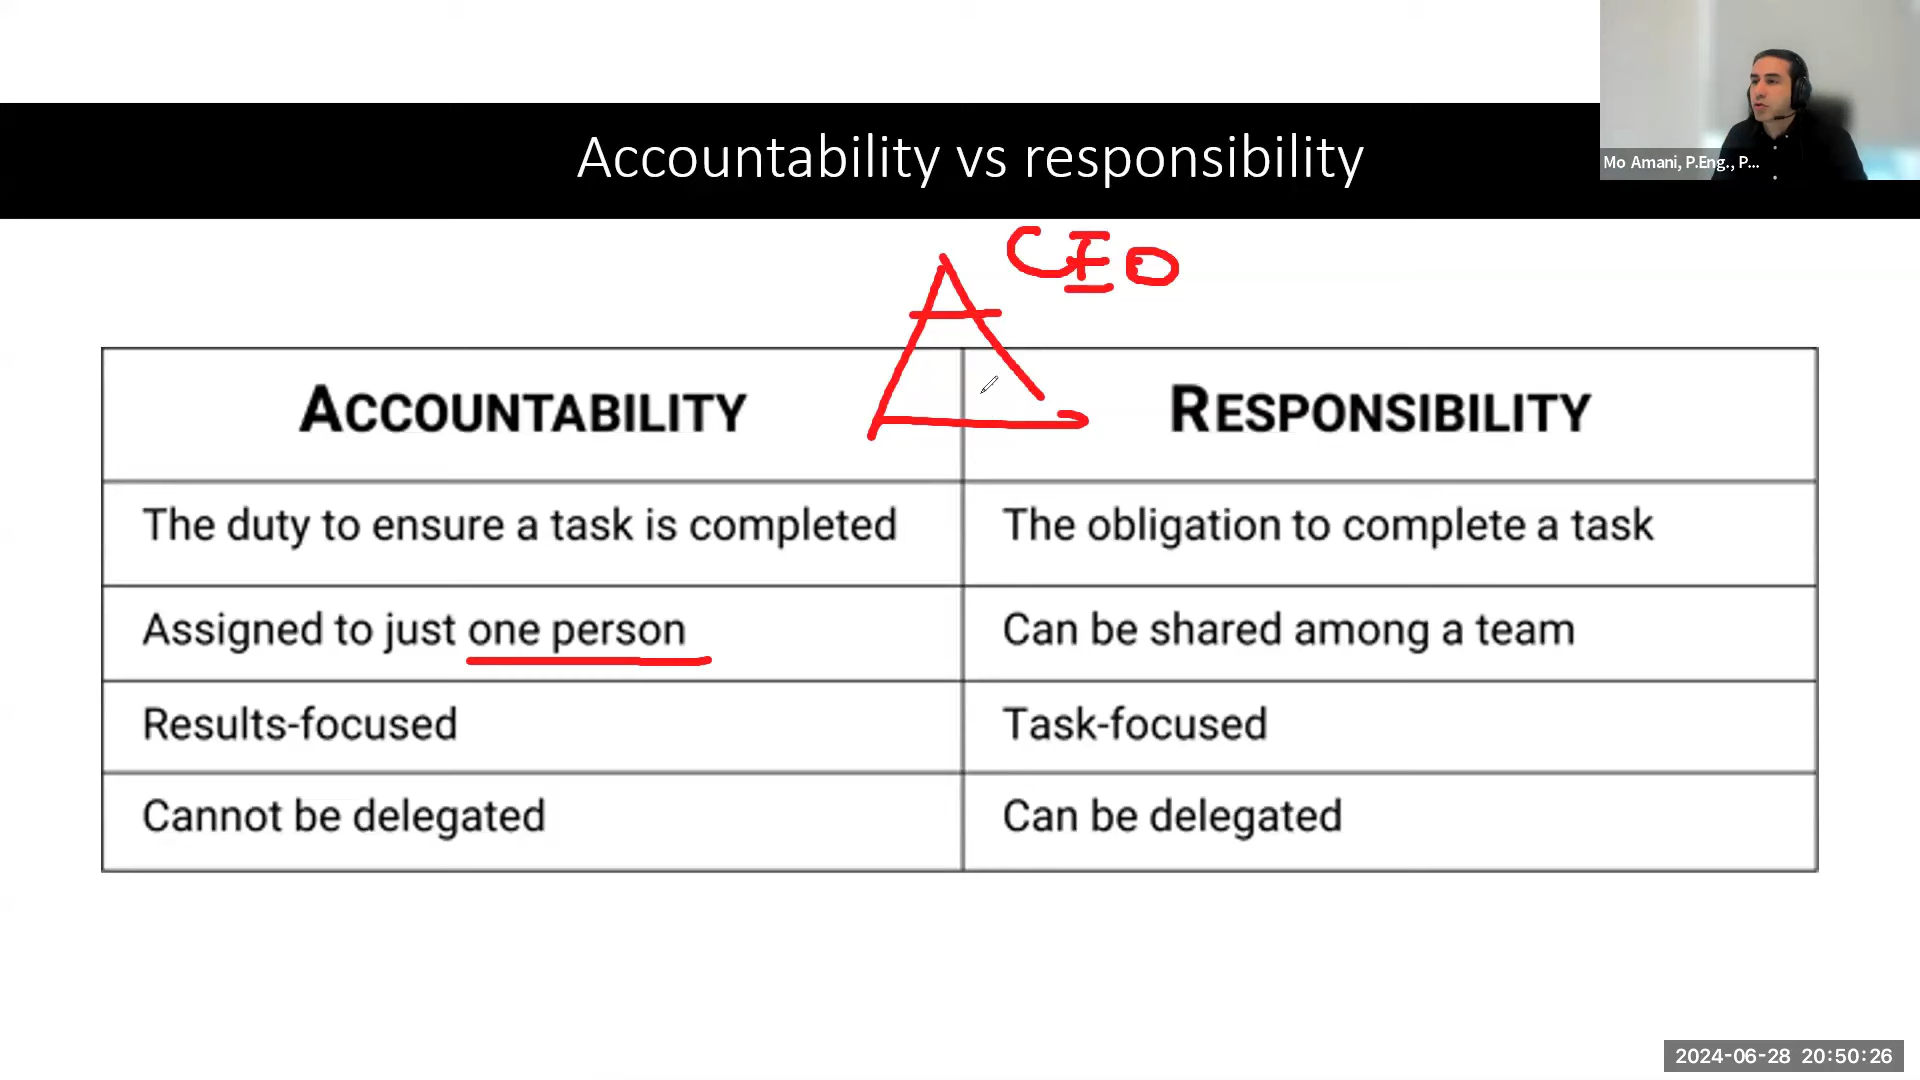 Accountability vs responsibility
Mo Amani, P.Eng., P...
CEO
ACCOUNTABILITY
RESPONSIBILITY
The duty to ensure a task is completed
The obligation to complete a task
Assigned to just one person
Can be shared among a team
Results-focused
Task-focused
Cannot be delegated
Can be delegated
2024-06-28 20:50:26